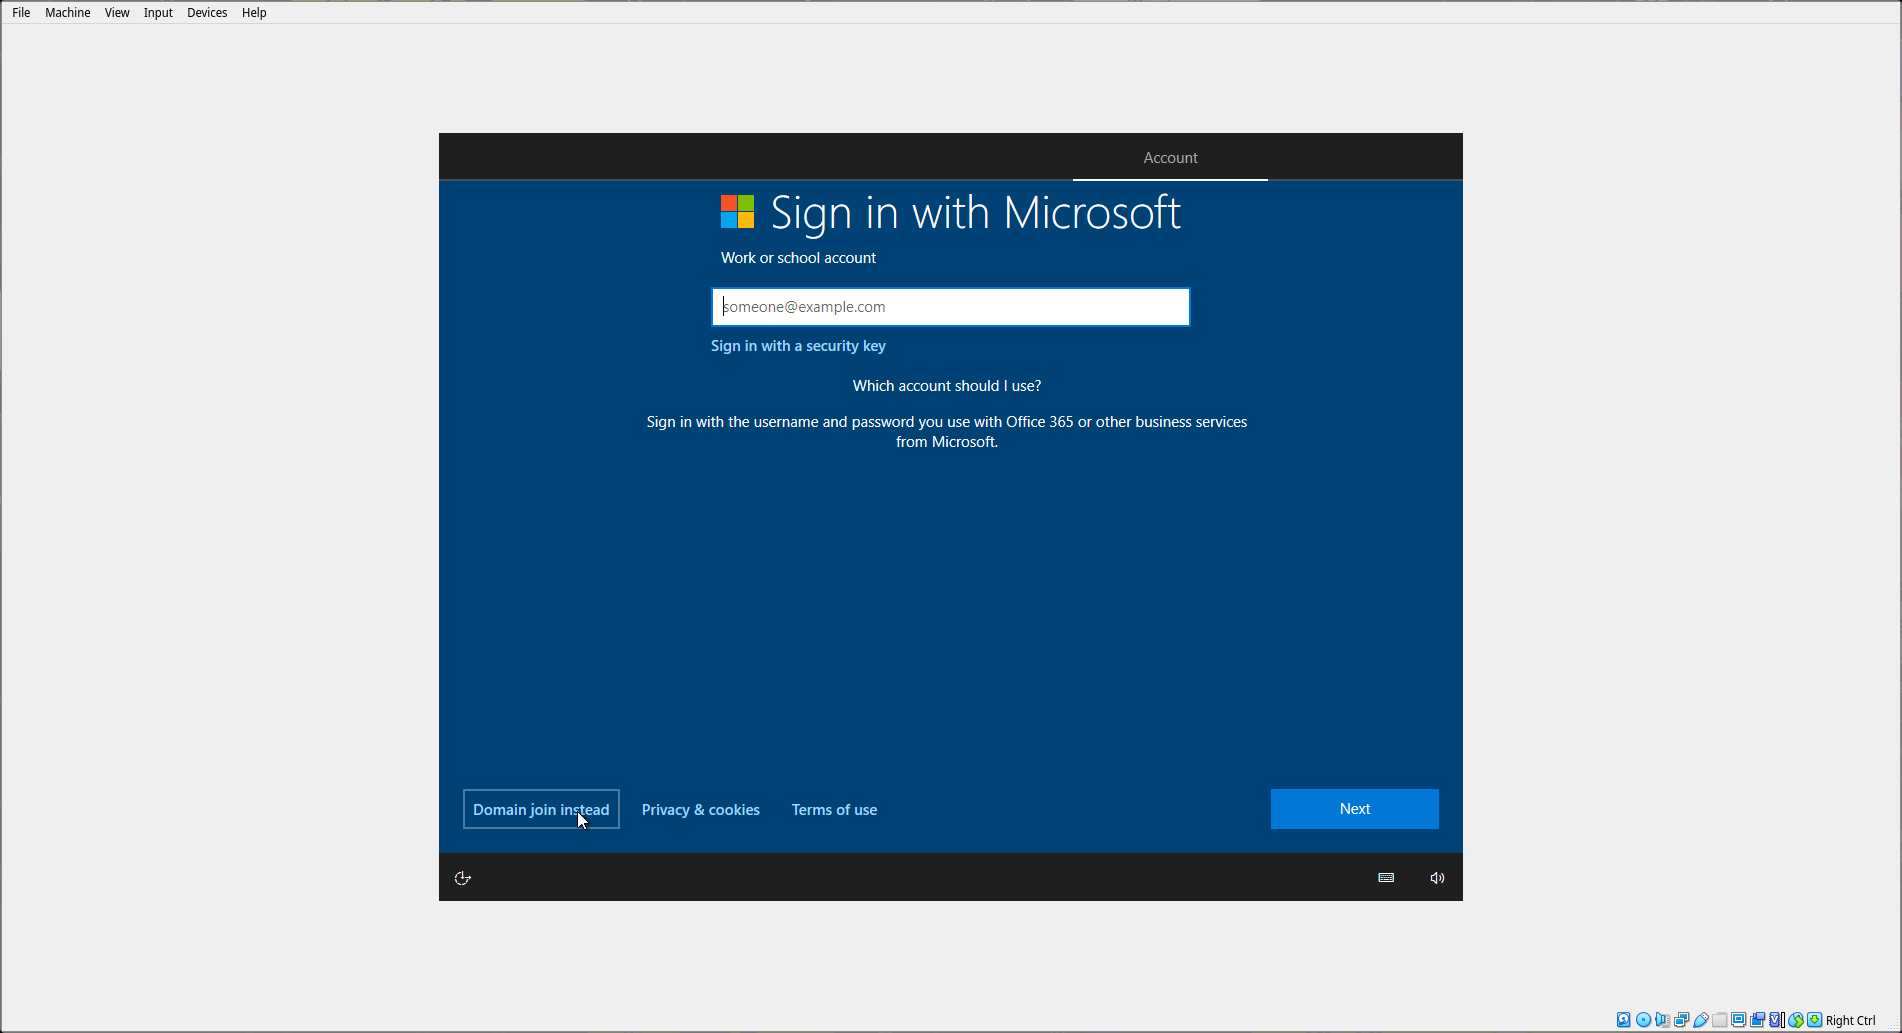 File Machine View Input Devices Help
Account
Sign in with Microsoft
Work or school account
someone@example.com
Sign in with a security key
Which account should I use?
Sign in with the username and password you use with Office 365 or other business services
from Microsoft.
Domain join instead Privacy & cookies Terms of use Next
Right Ctrl